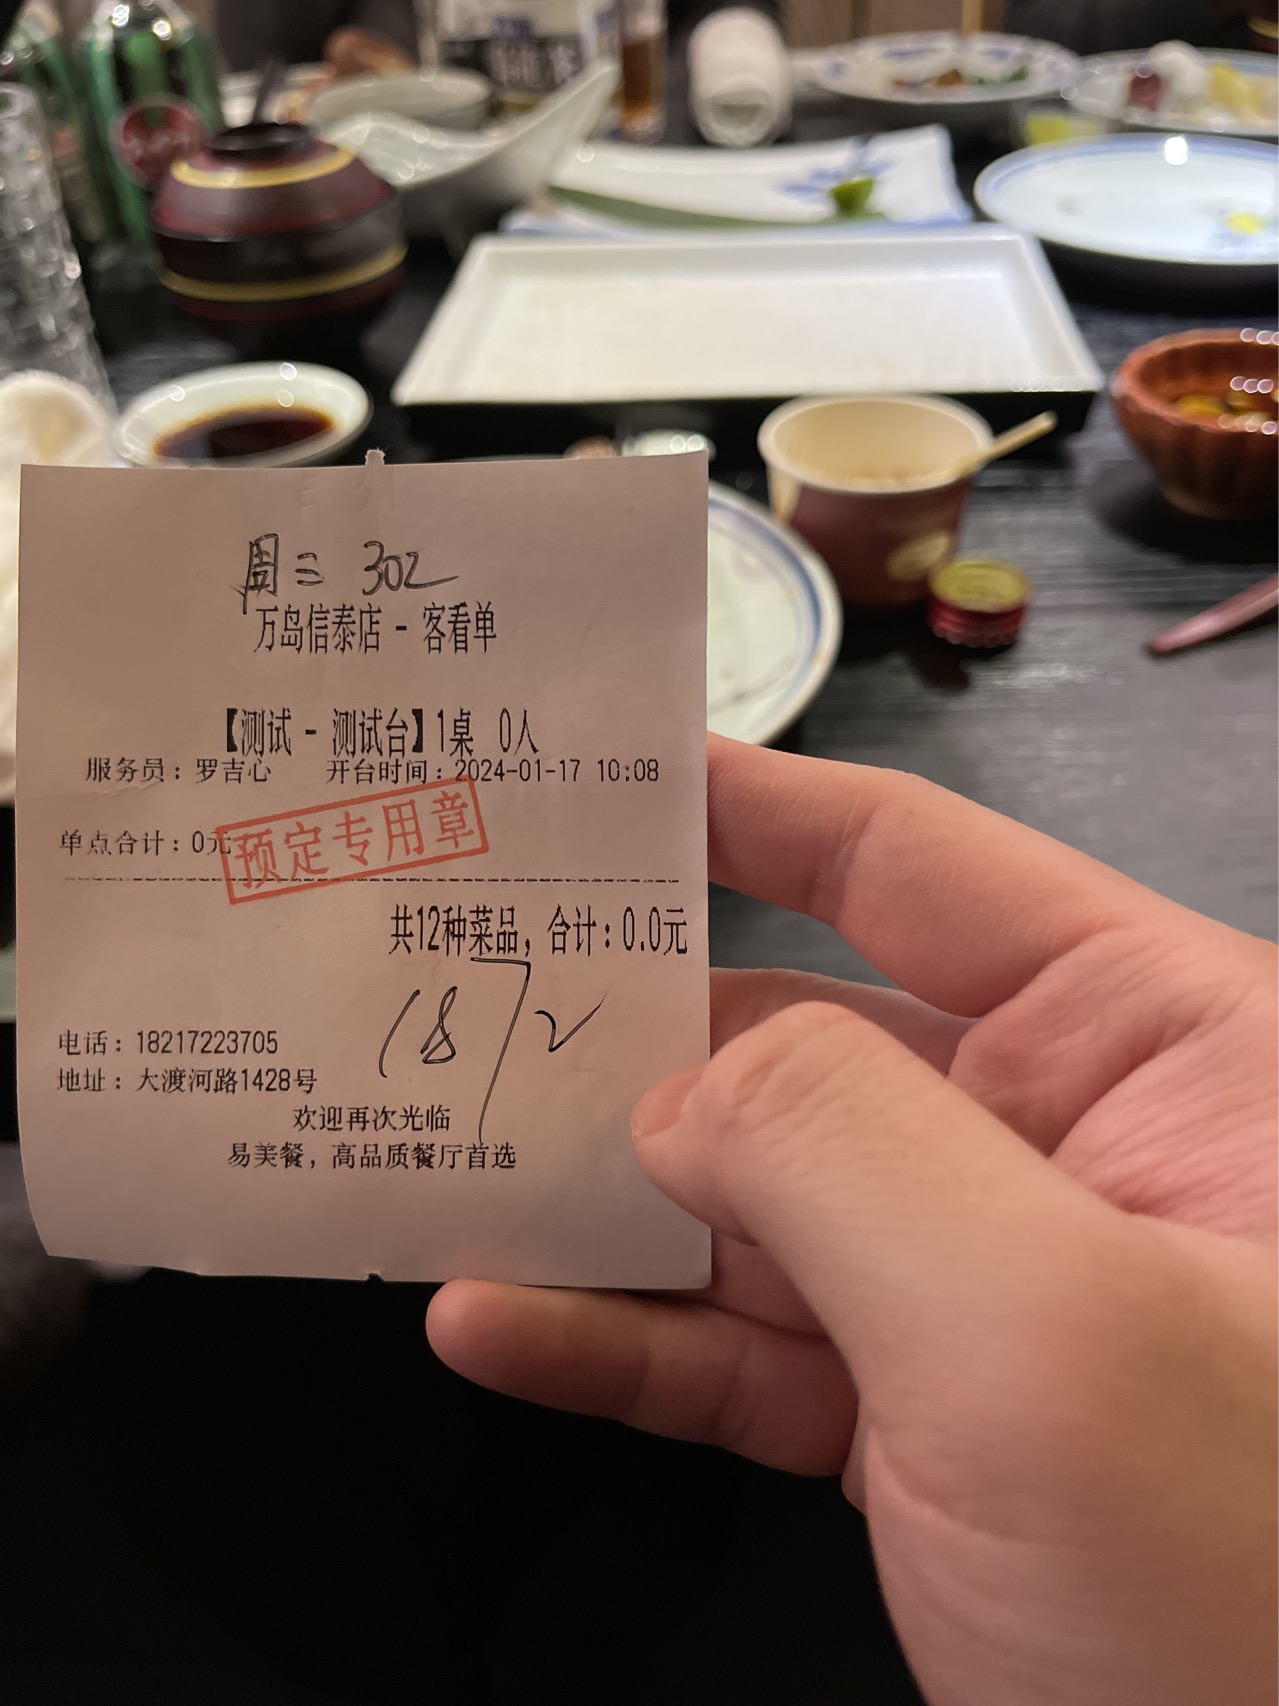 周三 302
万岛信泰店 - 客看单
【测试 - 测试台】1桌 0人
服务员：罗吉心 开台时间：2024-01-17 10:08
单点合计：0元
预定专用章
共12种菜品，合计：0.0元
1872
电话：18217223705
地址：大渡河路1428号
欢迎再次光临
易美餐，高品质餐厅首选